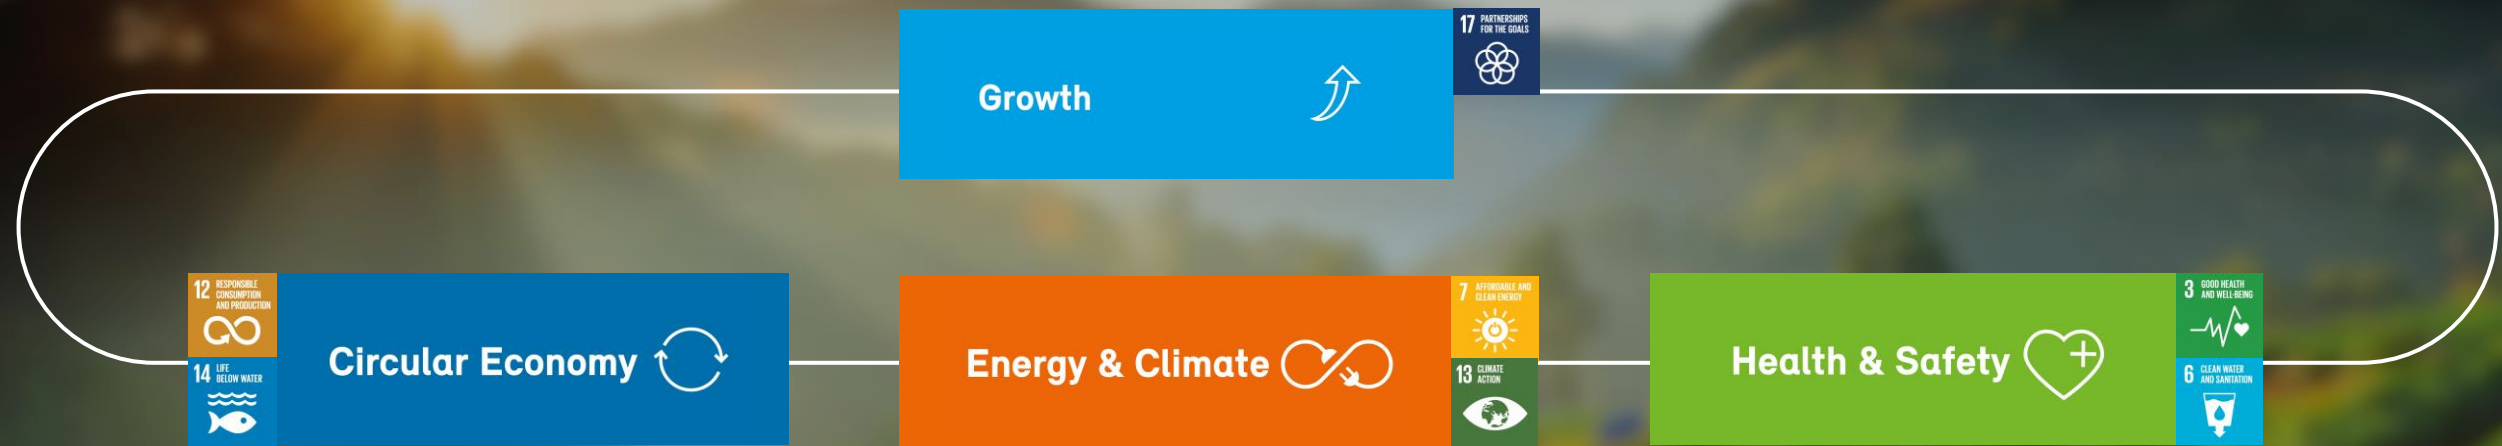 Growth
17 PARTNERSHIPS
FOR THE GOALS
12 RESPONSIBLE
CONSUMPTION
AND PRODUCTION
14 LIFE
BELOW WATER
Circular Economy
Energy & Climate
7 AFFORDABLE AND
CLEAN ENERGY
13 CLIMATE
ACTION
Health & Safety
3 GOOD HEALTH
AND WELL-BEING
6 CLEAN WATER
AND SANITATION